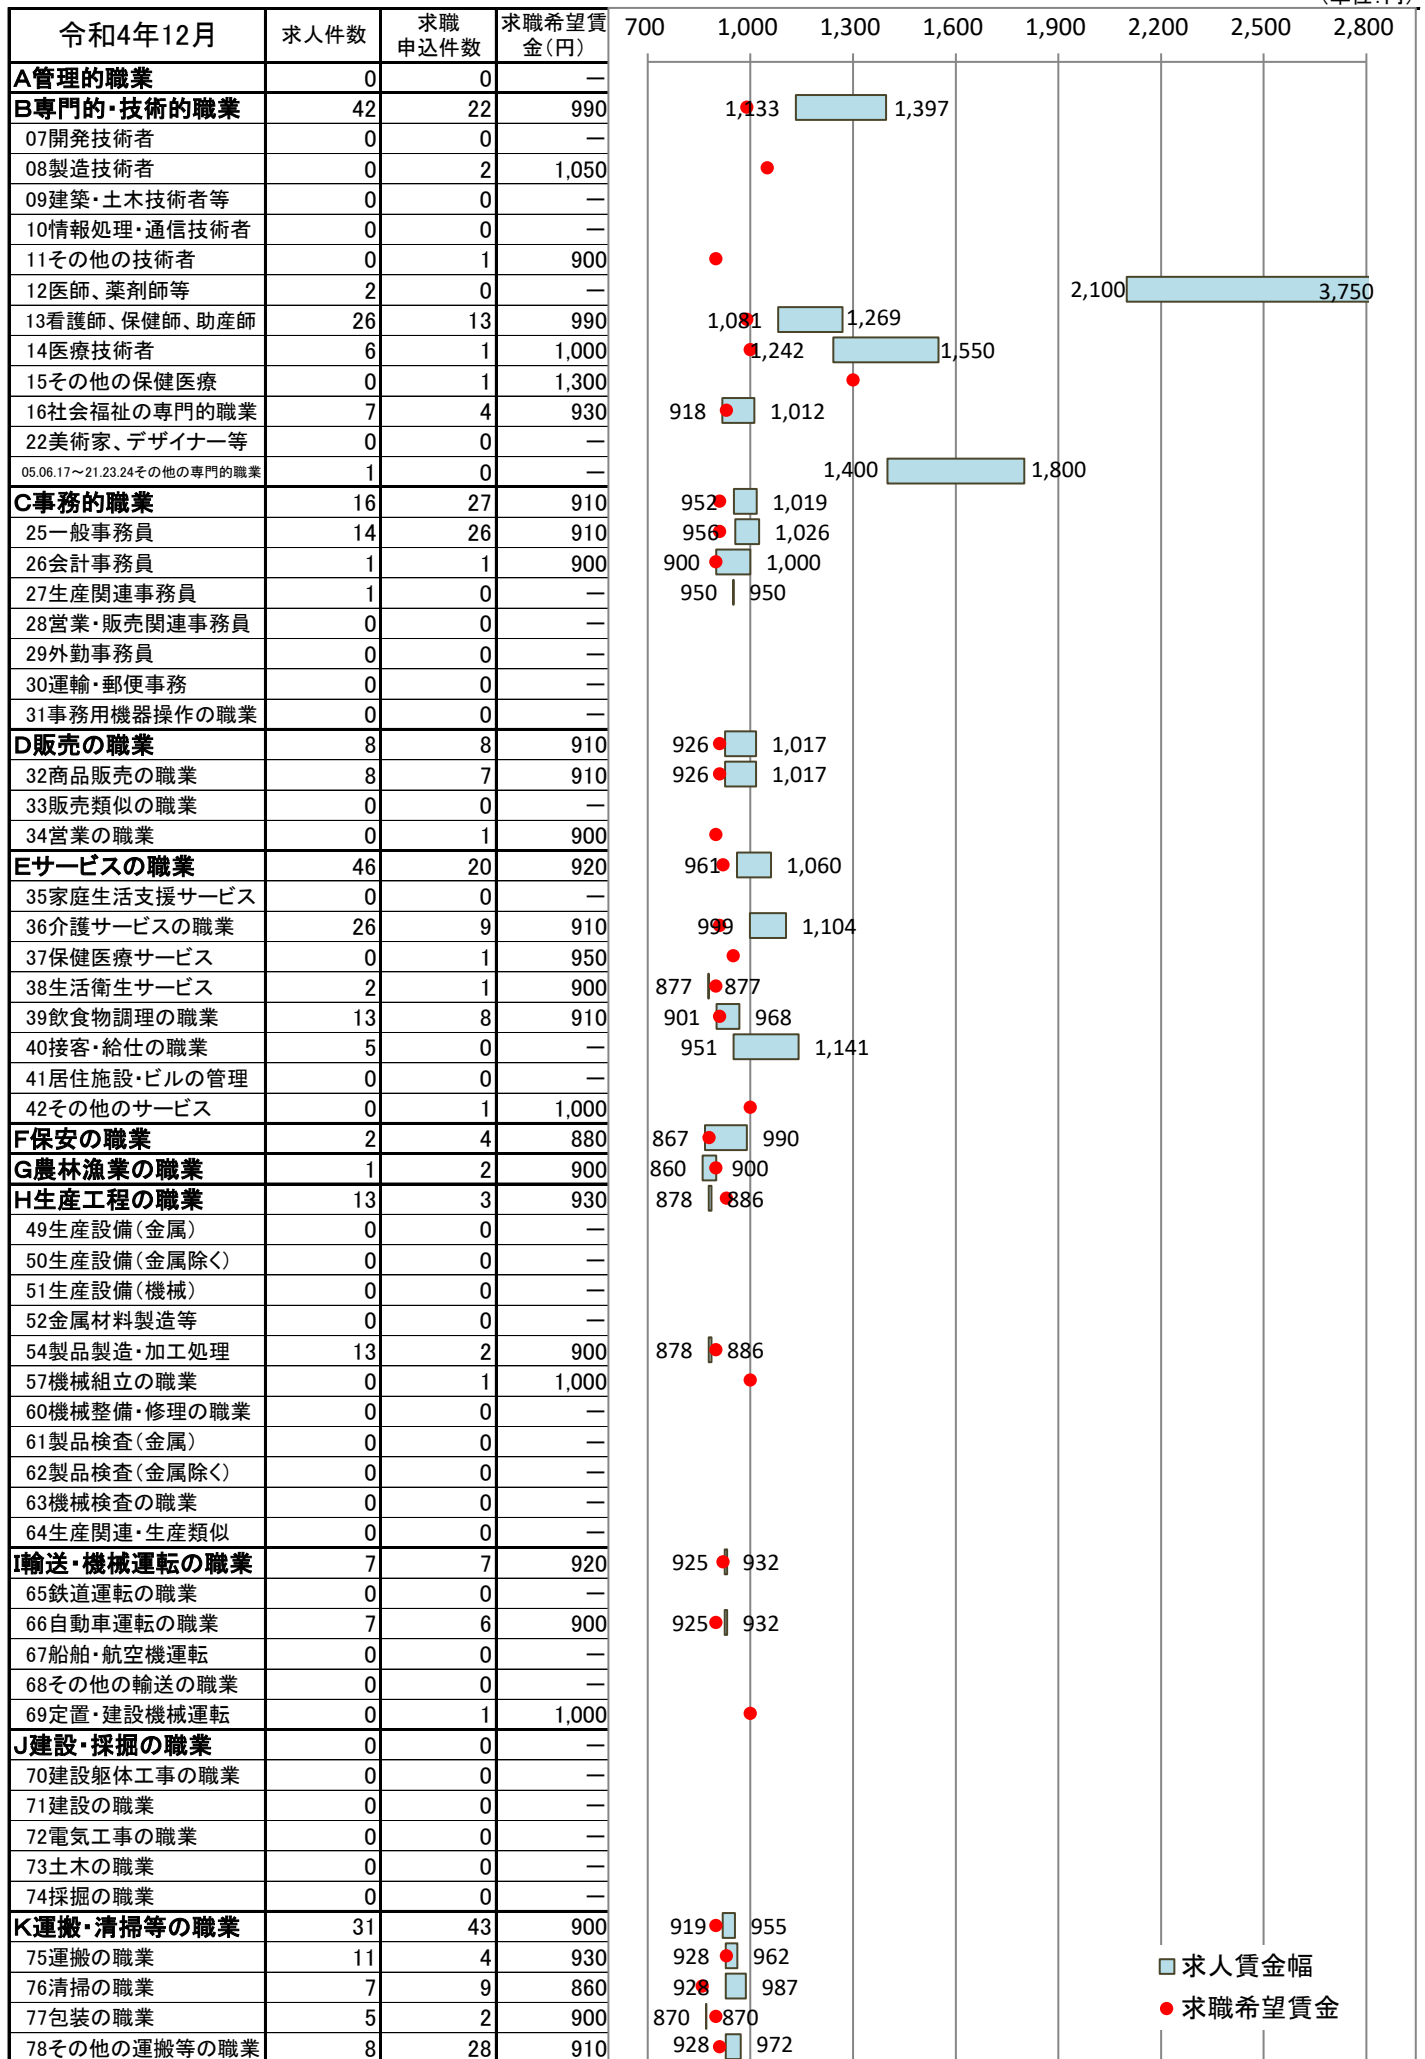 (単位:円)
令和4年12月 求人件数 求職申込件数 求職希望賃金(円) 700 1,000 1,300 1,600 1,900 2,200 2,500 2,800
A管理的職業 0 0 ―
B専門的・技術的職業 42 22 990 1,133 1,397
07開発技術者 0 0 ―
08製造技術者 0 2 1,050
09建築・土木技術者等 0 0 ―
10情報処理・通信技術者 0 0 ―
11その他の技術者 0 1 900
12医師、薬剤師等 2 0 ― 2,100 3,750
13看護師、保健師、助産師 26 13 990 1,081 1,269
14医療技術者 6 1 1,000 1,242 1,550
15その他の保健医療 0 1 1,300
16社会福祉の専門的職業 7 4 930 918 1,012
22美術家、デザイナー等 0 0 ―
05.06.17～21.23.24その他の専門的職業 1 0 ― 1,400 1,800
C事務的職業 16 27 910 952 1,019
25一般事務員 14 26 910 956 1,026
26会計事務員 1 1 900 900 1,000
27生産関連事務員 1 0 ― 950 950
28営業・販売関連事務員 0 0 ―
29外勤事務員 0 0 ―
30運輸・郵便事務 0 0 ―
31事務用機器操作の職業 0 0 ―
D販売の職業 8 8 910 926 1,017
32商品販売の職業 8 7 910 926 1,017
33販売類似の職業 0 0 ―
34営業の職業 0 1 900
Eサービスの職業 46 20 920 961 1,060
35家庭生活支援サービス 0 0 ―
36介護サービスの職業 26 9 910 999 1,104
37保健医療サービス 0 1 950
38生活衛生サービス 2 1 900 877 877
39飲食物調理の職業 13 8 910 901 968
40接客・給仕の職業 5 0 ― 951 1,141
41居住施設・ビルの管理 0 0 ―
42その他のサービス 0 1 1,000
F保安の職業 2 4 880 867 990
G農林漁業の職業 1 2 900 860 900
H生産工程の職業 13 3 930 878 886
49生産設備(金属) 0 0 ―
50生産設備(金属除く) 0 0 ―
51生産設備(機械) 0 0 ―
52金属材料製造等 0 0 ―
54製品製造・加工処理 13 2 900 878 886
57機械組立の職業 0 1 1,000
60機械整備・修理の職業 0 0 ―
61製品検査(金属) 0 0 ―
62製品検査(金属除く) 0 0 ―
63機械検査の職業 0 0 ―
64生産関連・生産類似 0 0 ―
I輸送・機械運転の職業 7 7 920 925 932
65鉄道運転の職業 0 0 ―
66自動車運転の職業 7 6 900 925 932
67船舶・航空機運転 0 0 ―
68その他の輸送の職業 0 0 ―
69定置・建設機械運転 0 1 1,000
J建設・採掘の職業 0 0 ―
70建設躯体工事の職業 0 0 ―
71建設の職業 0 0 ―
72電気工事の職業 0 0 ―
73土木の職業 0 0 ―
74採掘の職業 0 0 ―
K運搬・清掃等の職業 31 43 900 919 955
75運搬の職業 11 4 930 928 962 求人賃金幅
76清掃の職業 7 9 860 928 987
77包装の職業 5 2 900 870 870 求職希望賃金
78その他の運搬等の職業 8 28 910 928 972